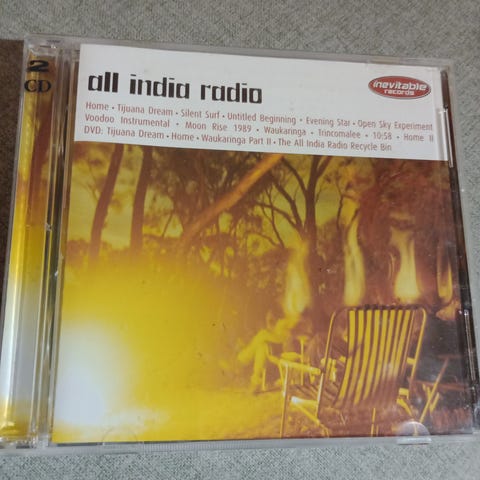 2
CD
all india radio
inevitable
records
Home • Tijuana Dream • Silent Surf • Untitled Beginning • Evening Star • Open Sky Experiment
Voodoo Instrumental • Moon Rise 1989 • Waukaringa • Trincomalee • 10:58 • Home II
DVD: Tijuana Dream • Home • Waukaringa Part II • The All India Radio Recycle Bin